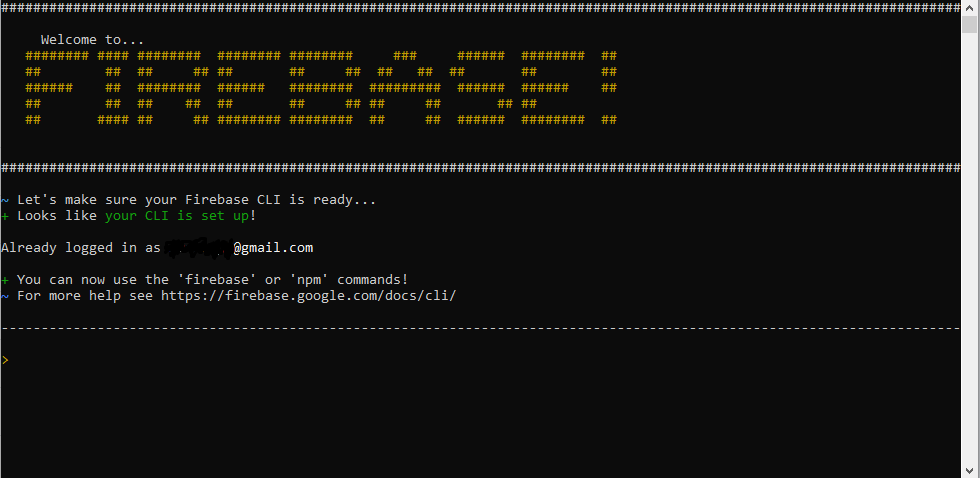 ################################################################################################################
Welcome to...
######## #### ########  ######## ########     ###     ######  ########  ##
##        ##  ##     ## ##       ##     ##  ##   ##  ##       ##        ##
######    ##  ########  ######   ########  #########  ######  ######    ##
##        ##  ##    ##  ##       ##     ## ##     ##       ## ##
##       #### ##     ## ######## ########  ##     ##  ######  ########  ##
################################################################################################################
~ Let's make sure your Firebase CLI is ready...
+ Looks like your CLI is set up!
Already logged in as @gmail.com
+ You can now use the 'firebase' or 'npm' commands!
~ For more help see https://firebase.google.com/docs/cli/
------------------------------------------------------------------------------------------------------------------------
>